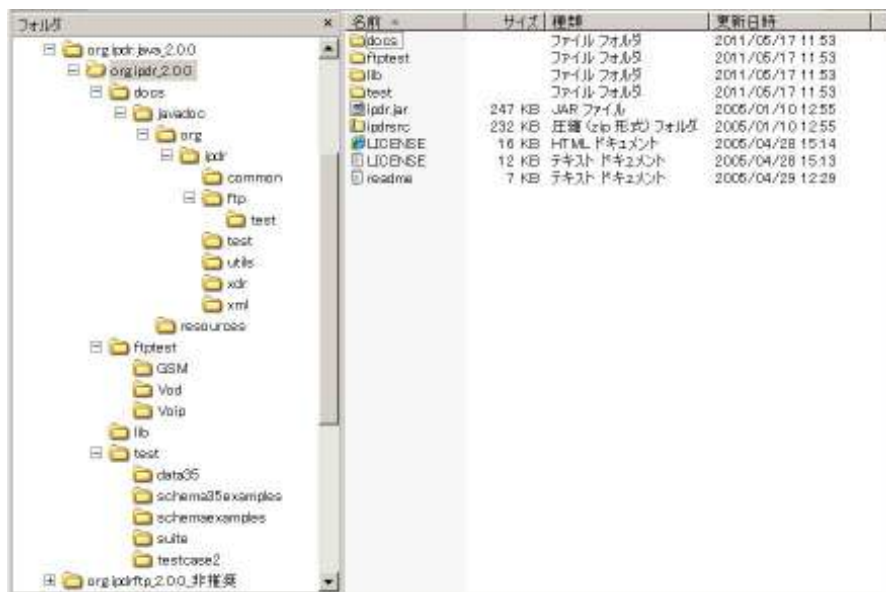 フォルダ ×
org.ipdr.java_2.0.0
org.ipdr_2.0.0
docs
javadoc
org
ipdr
common
ftp
test
test
utils
xdr
xml
resources
ftptest
GSM
Vod
Voip
lib
test
data35
schema35examples
schemaexamples
suite
testcase2
org.ipdrftp_2.0.0_非推奨
名前 サイズ 種類 更新日時
docs ファイル フォルダ 2011/05/17 11:53
ftptest ファイル フォルダ 2011/05/17 11:53
lib ファイル フォルダ 2011/05/17 11:53
test ファイル フォルダ 2011/05/17 11:53
ipdr.jar 247 KB JAR ファイル 2005/01/10 12:55
ipdrsrc 232 KB 圧縮 (zip 形式) フォルダ 2005/01/10 12:55
LICENSE 16 KB HTML ドキュメント 2005/04/28 15:14
LICENSE 12 KB テキスト ドキュメント 2005/04/28 15:13
readme 7 KB テキスト ドキュメント 2005/04/29 12:29